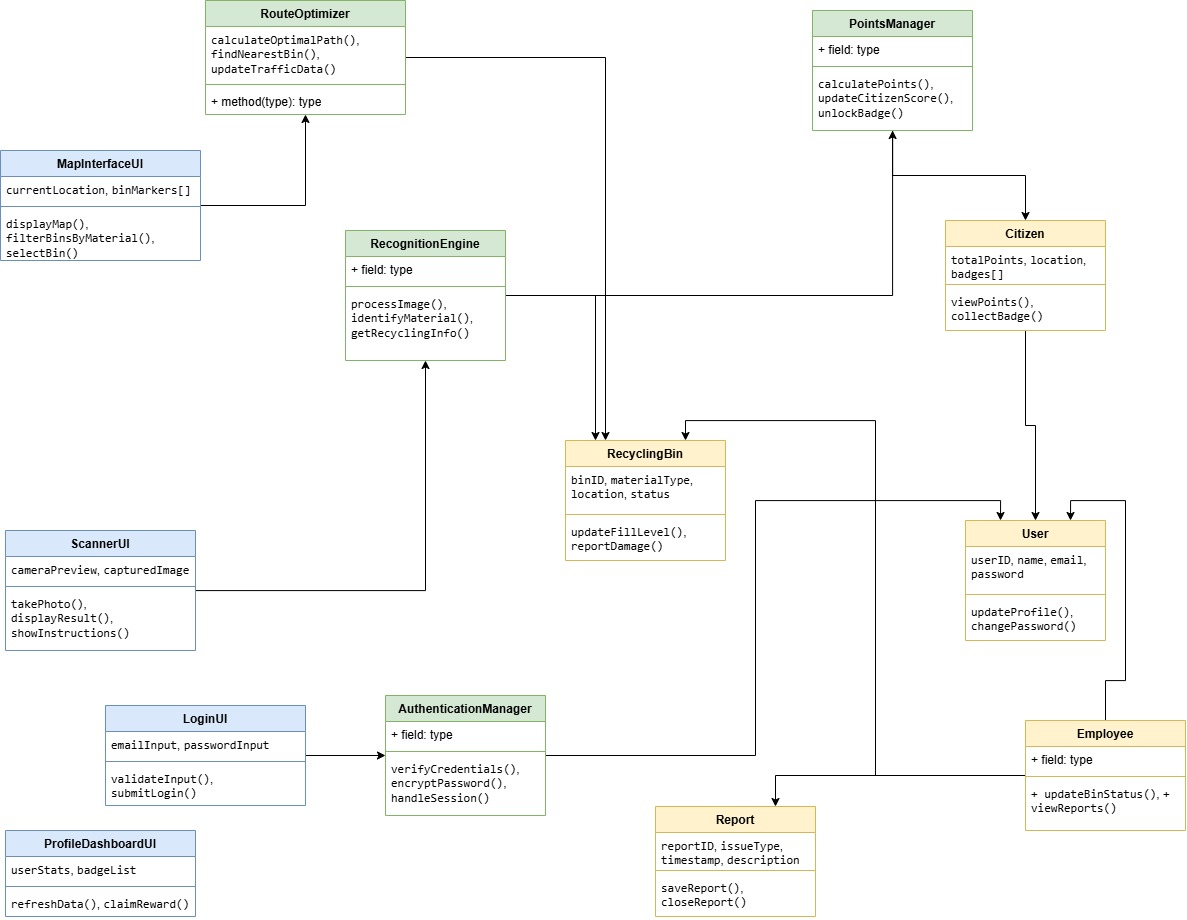 RouteOptimizer
calculateOptimalPath(),
findNearestBin(),
updateTrafficData()
+ method(type): type
PointsManager
+ field: type
calculatePoints(),
updateCitizenScore(),
unlockBadge()
MapInterfaceUI
currentLocation, binMarkers[]
displayMap(),
filterBinsByMaterial(),
selectBin()
RecognitionEngine
+ field: type
processImage(),
identifyMaterial(),
getRecyclingInfo()
Citizen
totalPoints, location,
badges[]
viewPoints(),
collectBadge()
RecyclingBin
binID, materialType,
location, status
updateFillLevel(),
reportDamage()
User
userID, name, email,
password
updateProfile(),
changePassword()
ScannerUI
cameraPreview, capturedImage
takePhoto(),
displayResult(),
showInstructions()
LoginUI
emailInput, passwordInput
validateInput(),
submitLogin()
AuthenticationManager
+ field: type
verifyCredentials(),
encryptPassword(),
handleSession()
Employee
+ field: type
+ updateBinStatus(), +
viewReports()
Report
reportID, issueType,
timestamp, description
saveReport(),
closeReport()
ProfileDashboardUI
userStats, badgeList
refreshData(), claimReward()